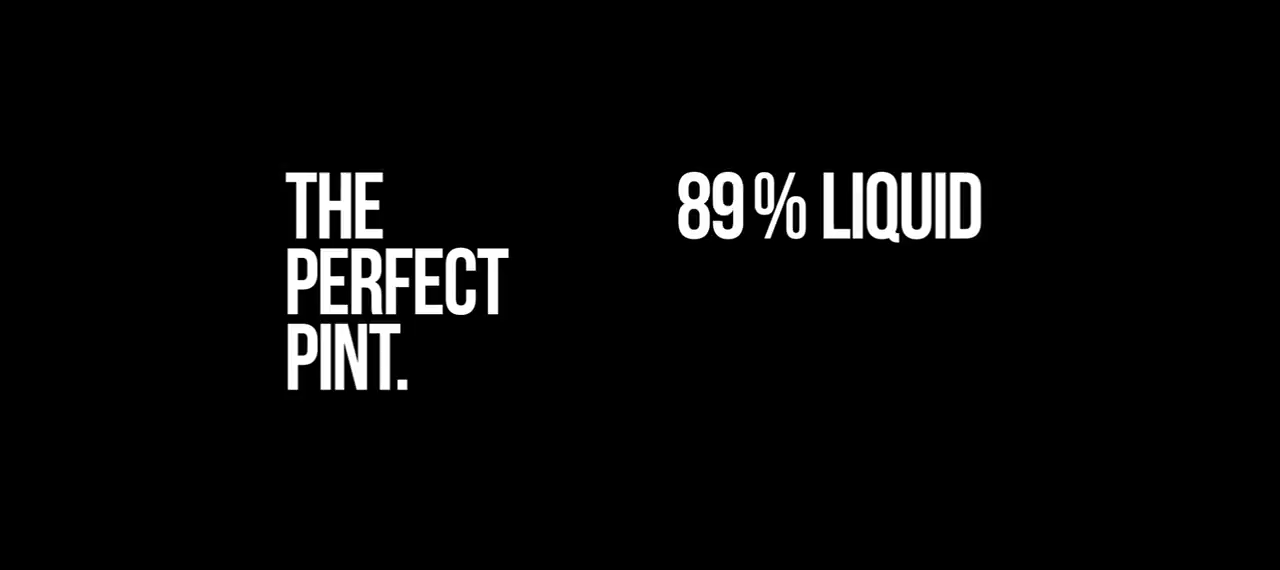 THE
PERFECT
PINT.
89% LIQUID